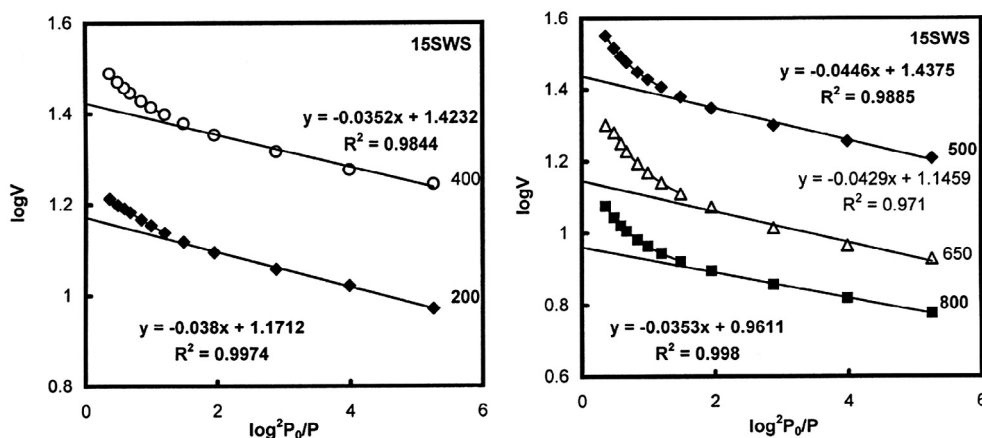 1.6
15SWS
y = -0.0352x + 1.4232
R² = 0.9844
400
1.4
logV
1.2
200
1
y = -0.038x + 1.1712
R² = 0.9974
0.8
0 2 4 6
log²P₀/P
1.6
15SWS
y = -0.0446x + 1.4375
R² = 0.9885
1.4
500
1.2
y = -0.0429x + 1.1459
R² = 0.971
logV
1
650
800
0.8
y = -0.0353x + 0.9611
R² = 0.998
0.6
0 2 4 6
log²P₀/P